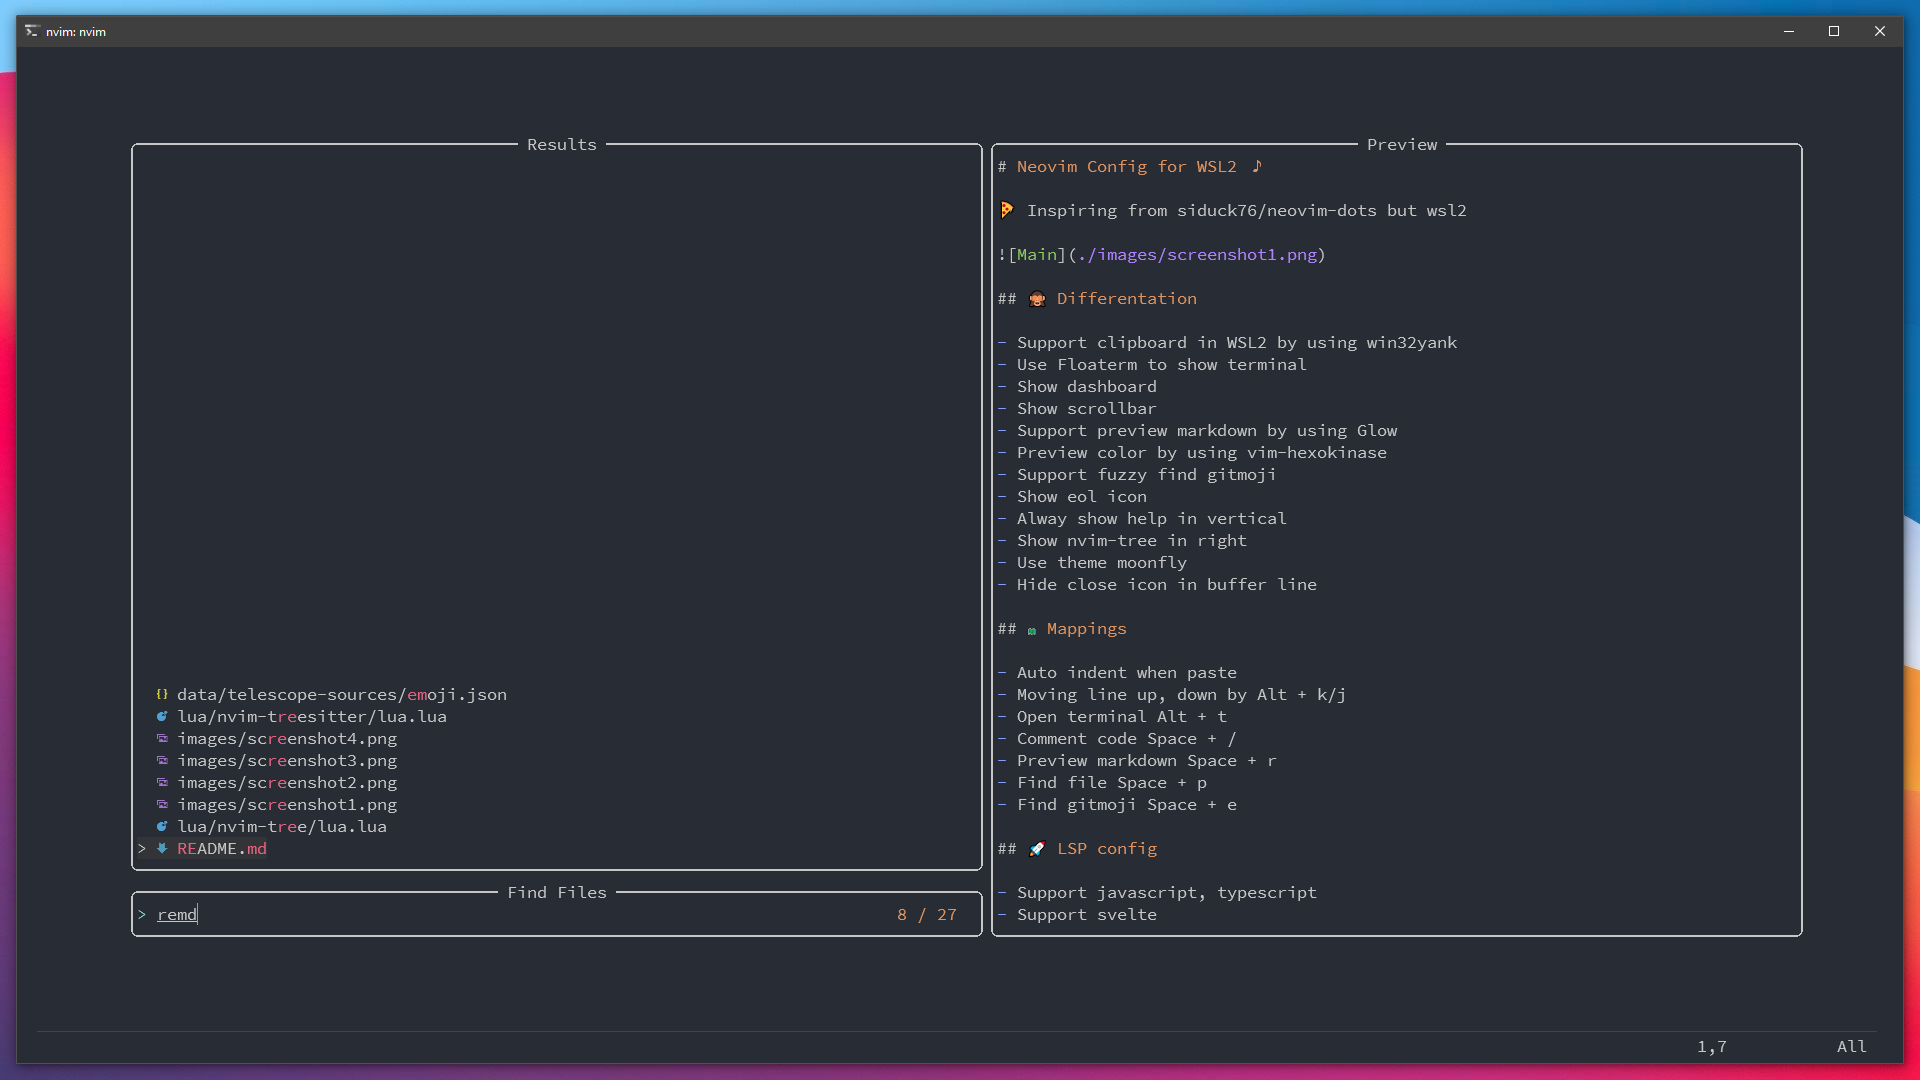 nvim: nvim
Results
data/telescope-sources/emoji.json
lua/nvim-treesitter/lua.lua
images/screenshot4.png
images/screenshot3.png
images/screenshot2.png
images/screenshot1.png
lua/nvim-tree/lua.lua
> README.md
Find Files
> remd
8 / 27
Preview
# Neovim Config for WSL2 ♪
🍕 Inspiring from siduck76/neovim-dots but wsl2
![Main](./images/screenshot1.png)
## 🙈 Differentation
- Support clipboard in WSL2 by using win32yank
- Use Floaterm to show terminal
- Show dashboard
- Show scrollbar
- Support preview markdown by using Glow
- Preview color by using vim-hexokinase
- Support fuzzy find gitmoji
- Show eol icon
- Alway show help in vertical
- Show nvim-tree in right
- Use theme moonfly
- Hide close icon in buffer line
## Mappings
- Auto indent when paste
- Moving line up, down by Alt + k/j
- Open terminal Alt + t
- Comment code Space + /
- Preview markdown Space + r
- Find file Space + p
- Find gitmoji Space + e
## 🚀 LSP config
- Support javascript, typescript
- Support svelte
1,7
All